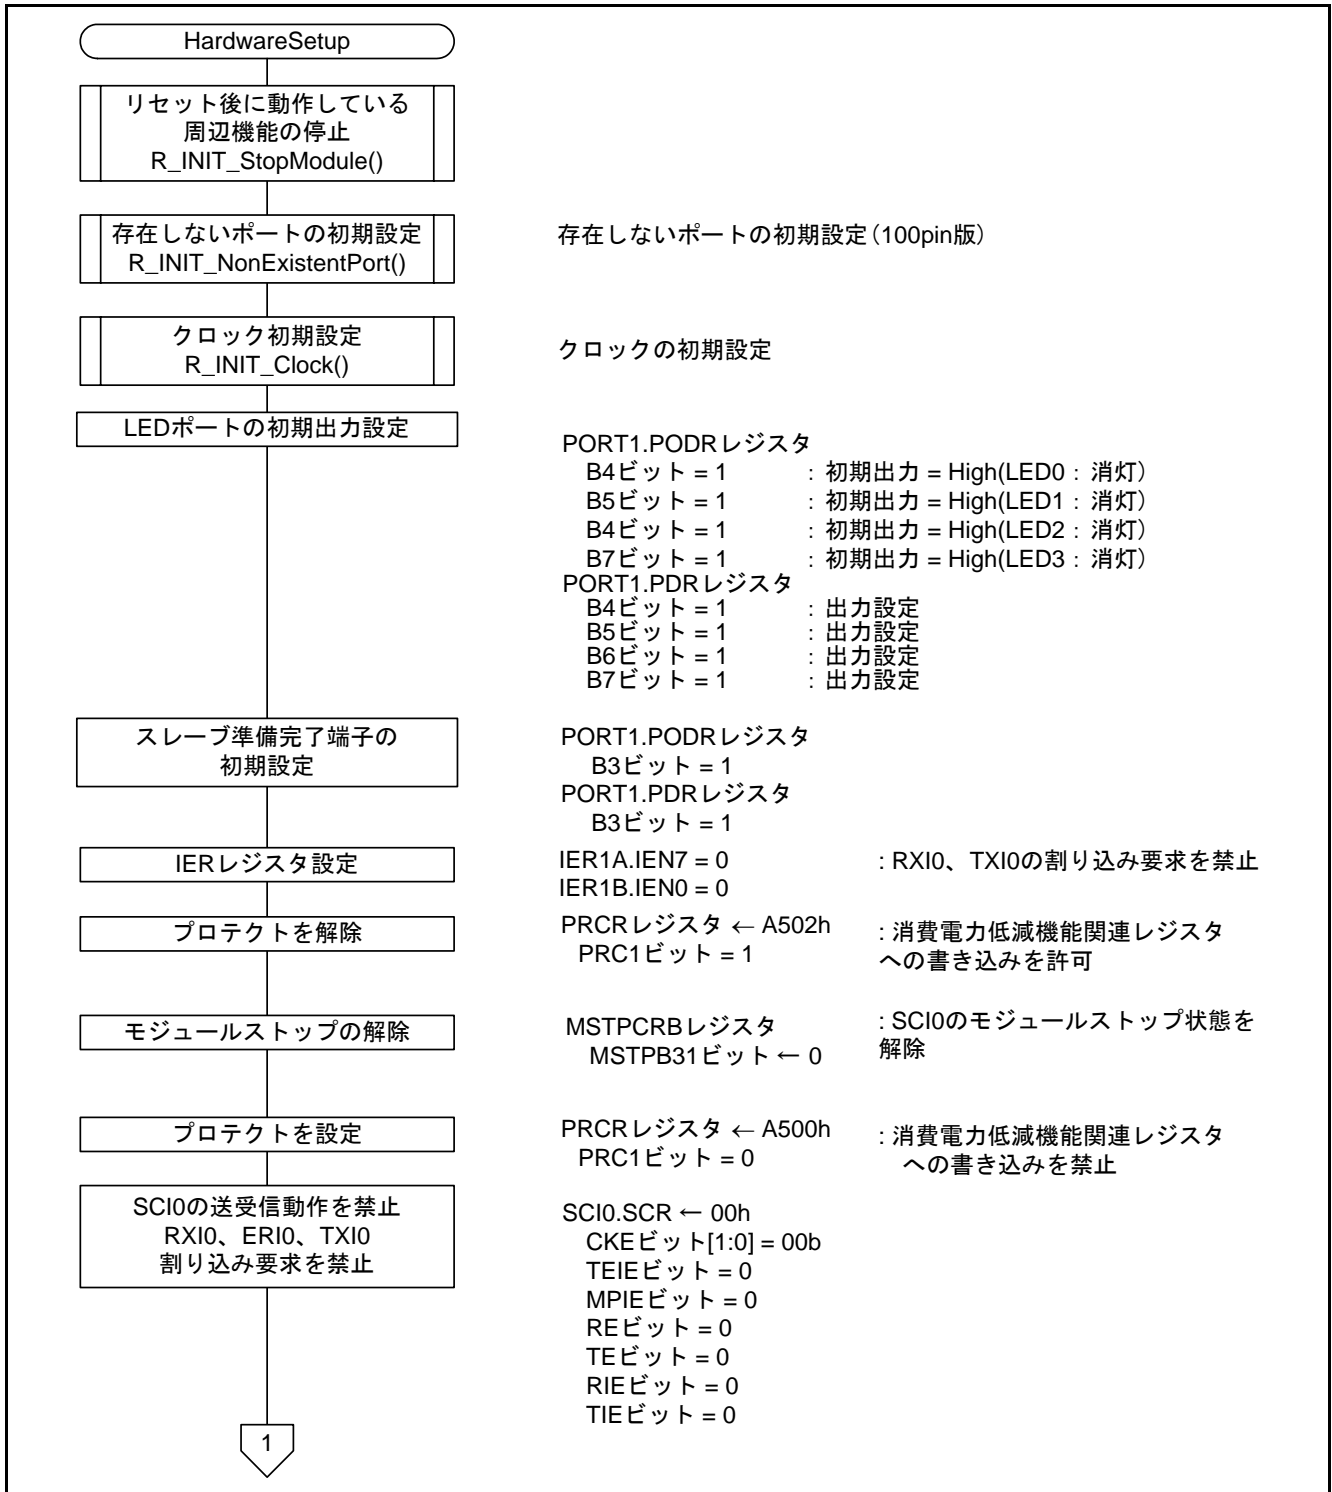 HardwareSetup
リセット後に動作している
周辺機能の停止
R_INIT_StopModule()
存在しないポートの初期設定
R_INIT_NonExistentPort()
存在しないポートの初期設定(100pin版)
クロック初期設定
R_INIT_Clock()
クロックの初期設定
LEDポートの初期出力設定
PORT1.PODRレジスタ
B4ビット = 1 : 初期出力 = High(LED0 : 消灯)
B5ビット = 1 : 初期出力 = High(LED1 : 消灯)
B4ビット = 1 : 初期出力 = High(LED2 : 消灯)
B7ビット = 1 : 初期出力 = High(LED3 : 消灯)
PORT1.PDRレジスタ
B4ビット = 1 : 出力設定
B5ビット = 1 : 出力設定
B6ビット = 1 : 出力設定
B7ビット = 1 : 出力設定
スレーブ準備完了端子の
初期設定
PORT1.PODRレジスタ
B3ビット = 1
PORT1.PDRレジスタ
B3ビット = 1
IERレジスタ設定
IER1A.IEN7 = 0 : RXI0、TXI0の割り込み要求を禁止
IER1B.IEN0 = 0
プロテクトを解除
PRCRレジスタ ← A502h
PRC1ビット = 1
: 消費電力低減機能関連レジスタ
への書き込みを許可
モジュールストップの解除
MSTPCRBレジスタ
MSTPB31ビット ← 0
: SCI0のモジュールストップ状態を
解除
プロテクトを設定
PRCRレジスタ ← A500h
PRC1ビット = 0
: 消費電力低減機能関連レジスタ
への書き込みを禁止
SCI0の送受信動作を禁止
RXI0、ERI0、TXI0
割り込み要求を禁止
SCI0.SCR ← 00h
CKEビット[1:0] = 00b
TEIEビット = 0
MPIEビット = 0
REビット = 0
TEビット = 0
RIEビット = 0
TIEビット = 0
1